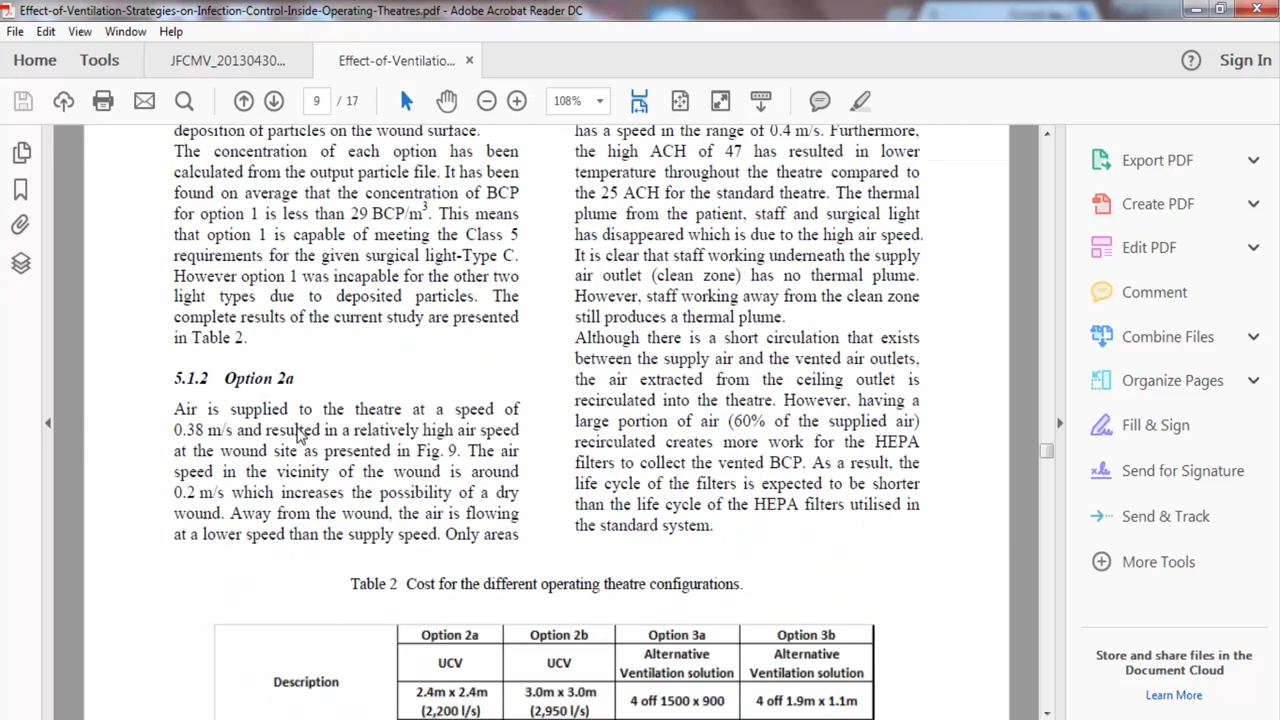 Effect-of-Ventilation-Strategies-on-Infection-Control-Inside-Operating-Theatres.pdf - Adobe Acrobat Reader DC
File Edit View Window Help
Home Tools JFCMV_20130430... Effect-of-Ventilatio... × Sign In
9 / 17 108%
deposition of particles on the wound surface.
The concentration of each option has been
calculated from the output particle file. It has been
found on average that the concentration of BCP
for option 1 is less than 29 BCP/m³. This means
that option 1 is capable of meeting the Class 5
requirements for the given surgical light-Type C.
However option 1 was incapable for the other two
light types due to deposited particles. The
complete results of the current study are presented
in Table 2.
5.1.2 Option 2a
Air is supplied to the theatre at a speed of
0.38 m/s and resulted in a relatively high air speed
at the wound site as presented in Fig. 9. The air
speed in the vicinity of the wound is around
0.2 m/s which increases the possibility of a dry
wound. Away from the wound, the air is flowing
at a lower speed than the supply speed. Only areas
has a speed in the range of 0.4 m/s. Furthermore,
the high ACH of 47 has resulted in lower
temperature throughout the theatre compared to
the 25 ACH for the standard theatre. The thermal
plume from the patient, staff and surgical light
has disappeared which is due to the high air speed.
It is clear that staff working underneath the supply
air outlet (clean zone) has no thermal plume.
However, staff working away from the clean zone
still produces a thermal plume.
Although there is a short circulation that exists
between the supply air and the vented air outlets,
the air extracted from the ceiling outlet is
recirculated into the theatre. However, having a
large portion of air (60% of the supplied air)
recirculated creates more work for the HEPA
filters to collect the vented BCP. As a result, the
life cycle of the filters is expected to be shorter
than the life cycle of the HEPA filters utilised in
the standard system.
Table 2 Cost for the different operating theatre configurations.
Description
Option 2a Option 2b Option 3a Option 3b
UCV UCV Alternative Ventilation solution Alternative Ventilation solution
2.4m x 2.4m (2,200 l/s) 3.0m x 3.0m (2,950 l/s) 4 off 1500 x 900 4 off 1.9m x 1.1m
Export PDF
Create PDF
Edit PDF
Comment
Combine Files
Organize Pages
Fill & Sign
Send for Signature
Send & Track
More Tools
Store and share files in the
Document Cloud
Learn More